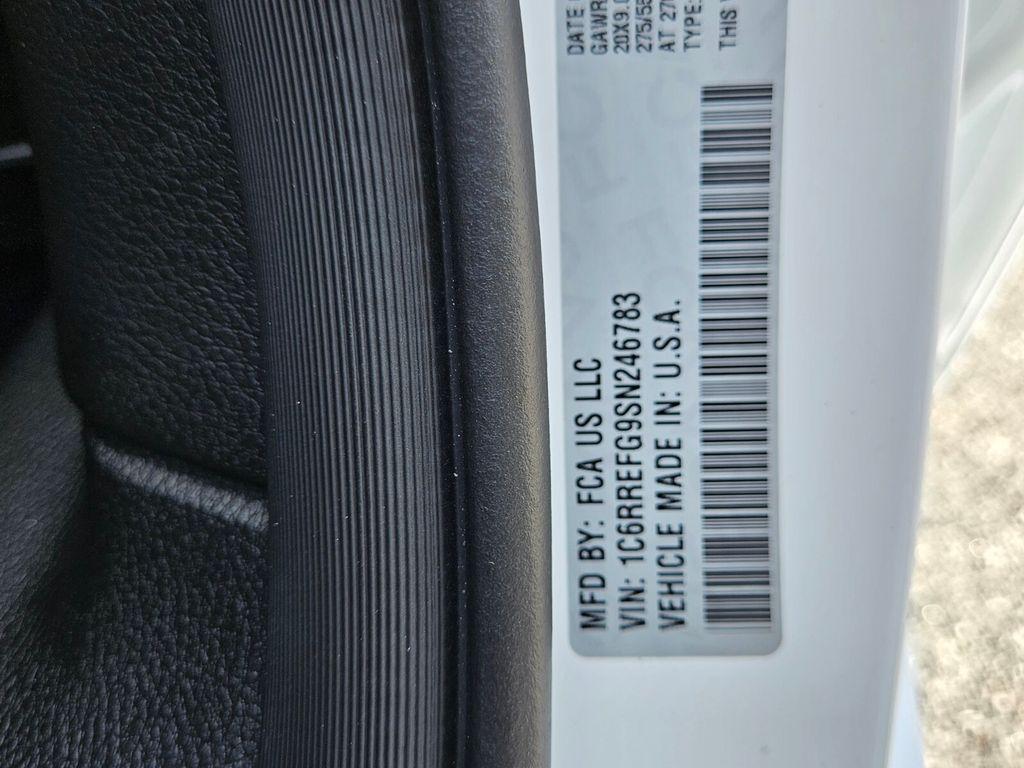 MFD BY: FCA US LLC
VIN: 1C6RREFG9SN246783
VEHICLE MADE IN: U.S.A.
DATE
GAWR
20X9.
275/55
AT 27
TYPE:
THIS